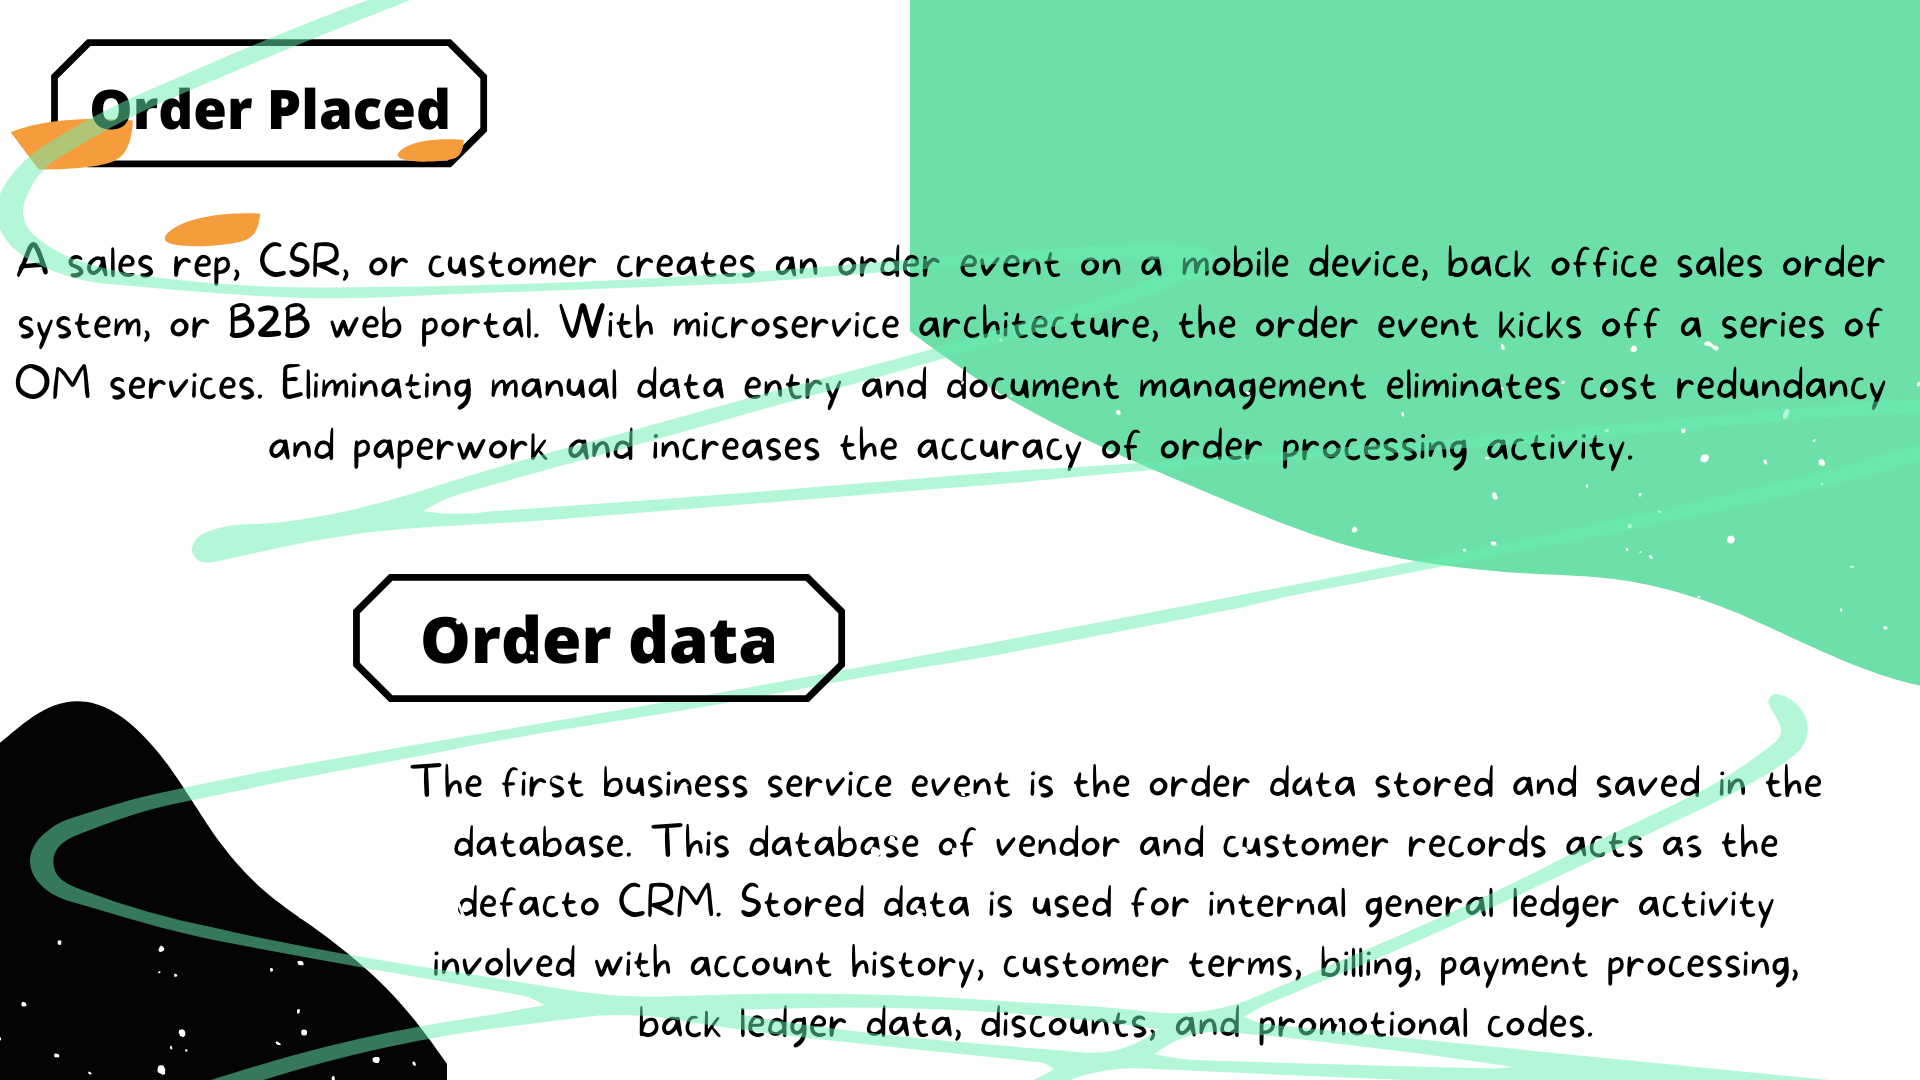 Order Placed
A sales rep, CSR, or customer creates an order event on a mobile device, back office sales order
system, or B2B web portal. With microservice architecture, the order event kicks off a series of
OM services. Eliminating manual data entry and document management eliminates cost redundancy
and paperwork and increases the accuracy of order processing activity.
Order data
The first business service event is the order data stored and saved in the
database. This database of vendor and customer records acts as the
defacto CRM. Stored data is used for internal general ledger activity
involved with account history, customer terms, billing, payment processing,
back ledger data, discounts, and promotional codes.